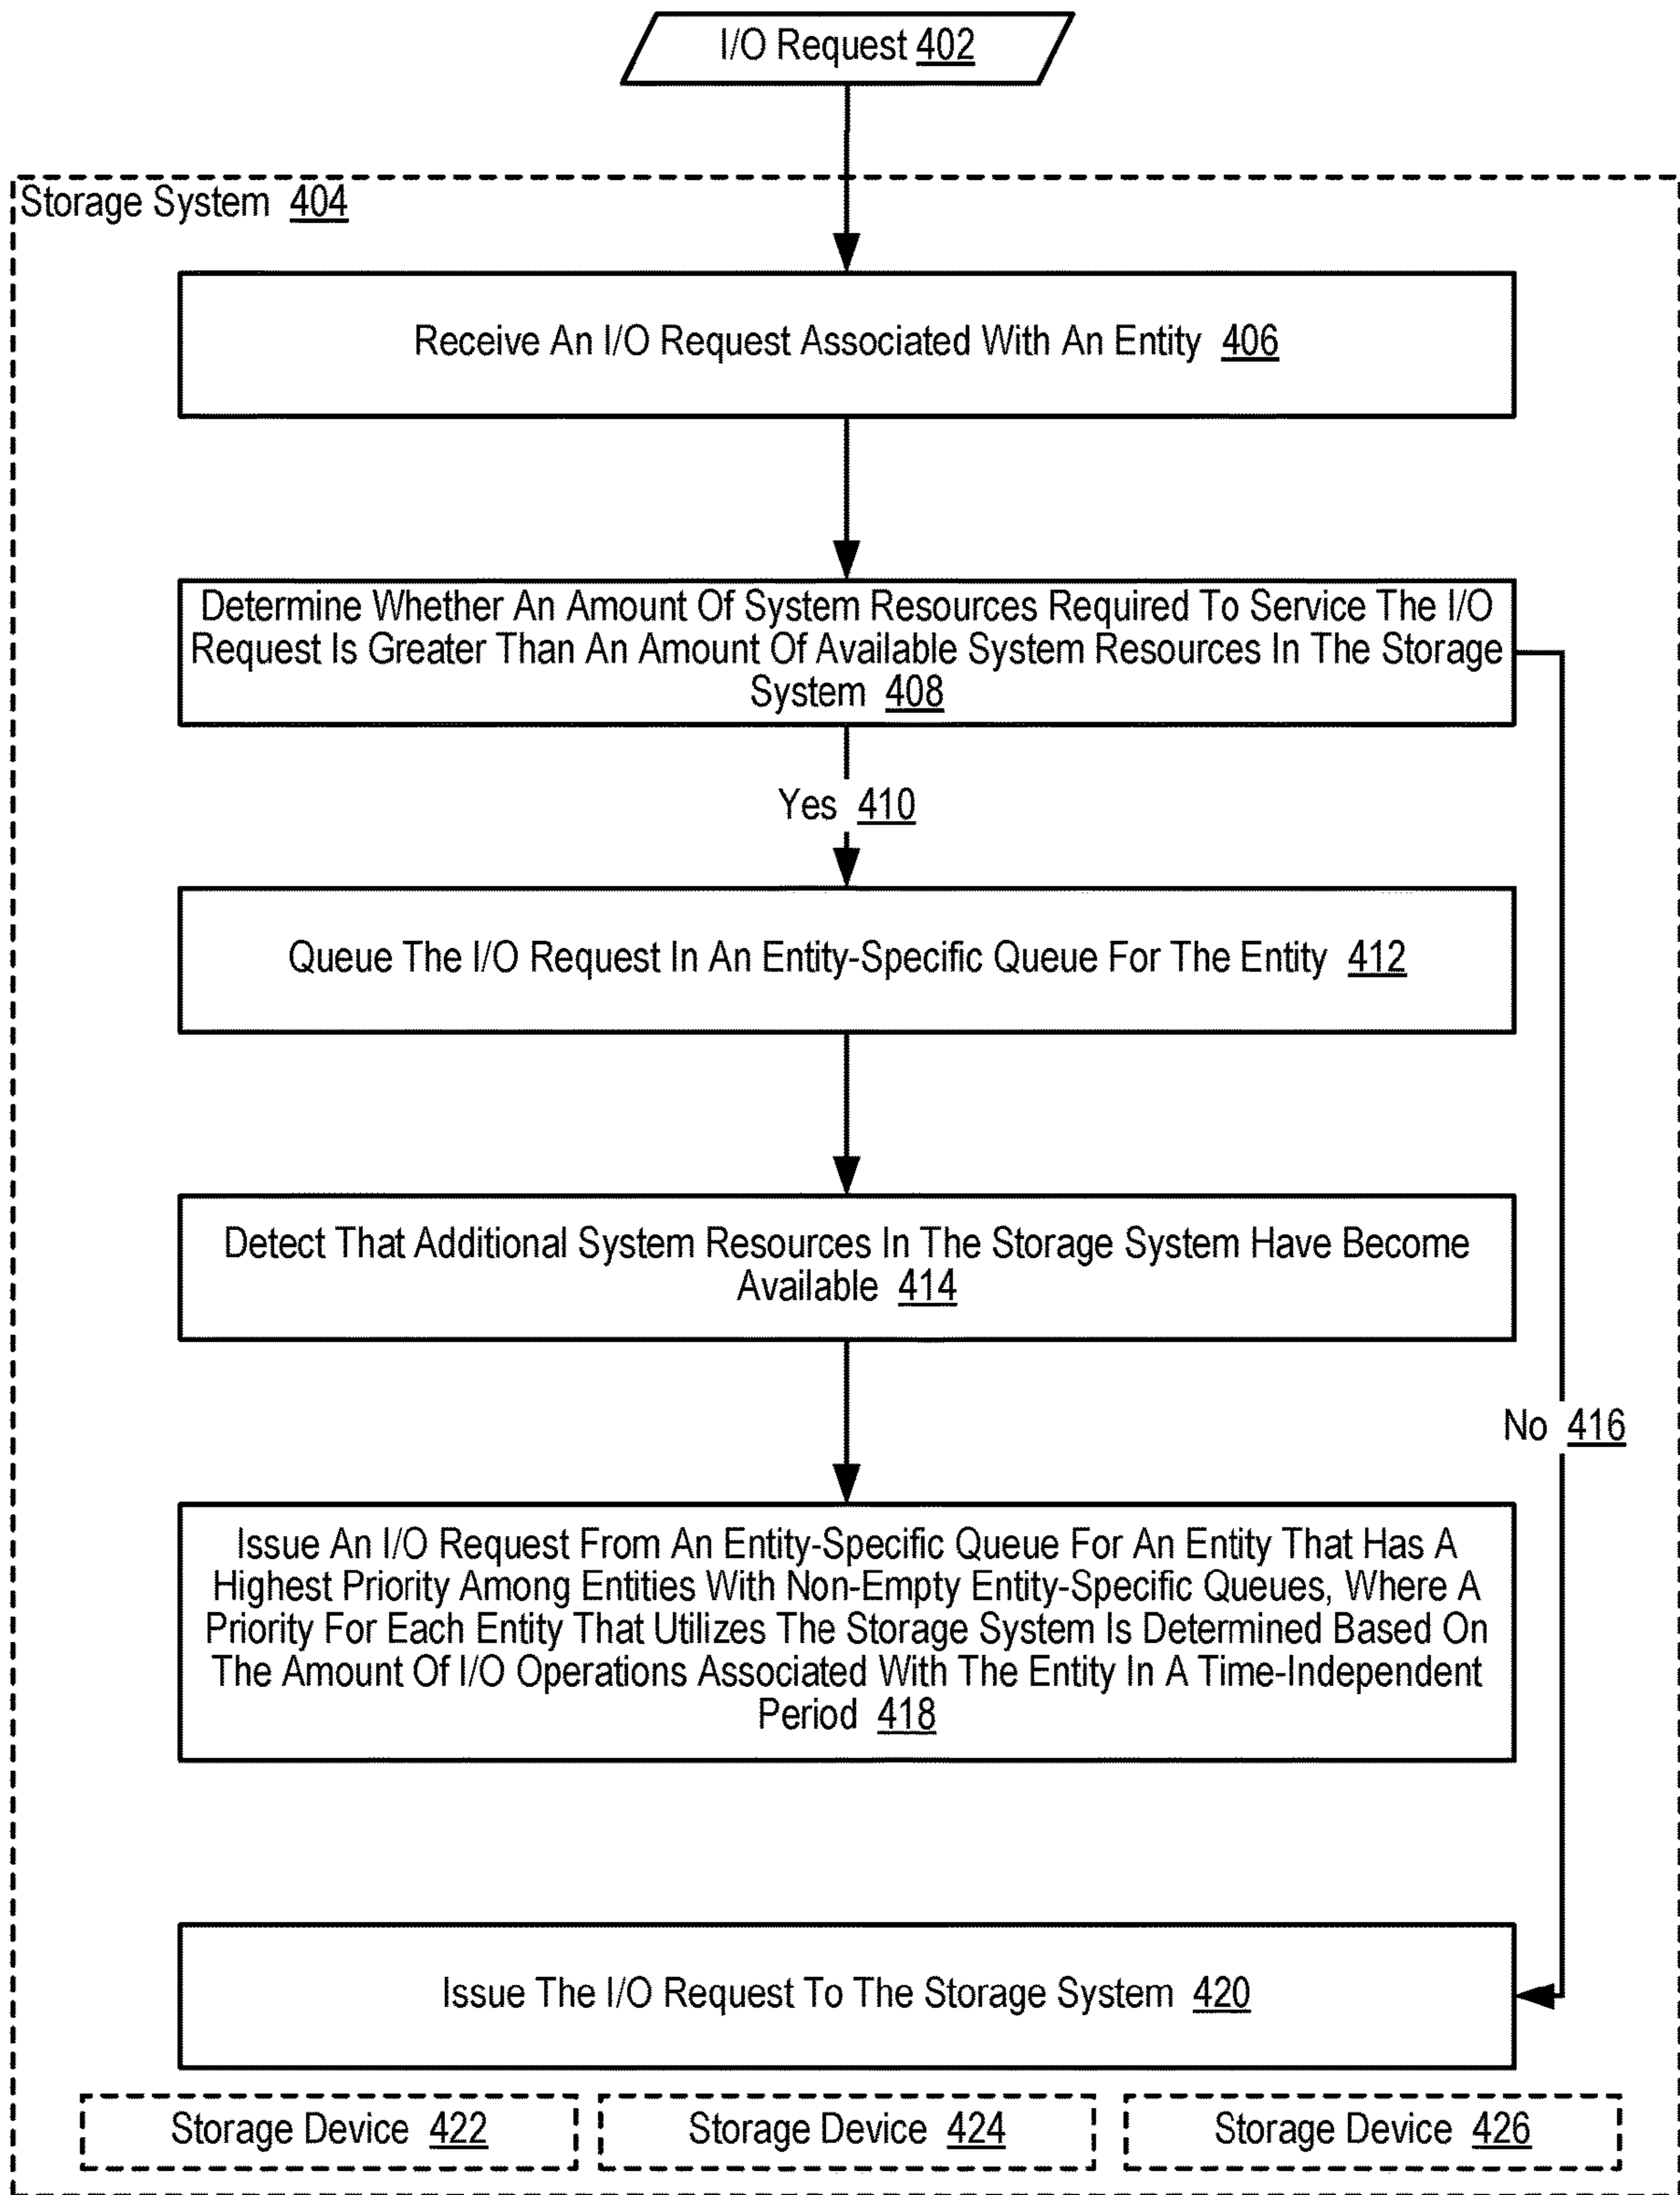 I/O Request 402
Storage System 404
Receive An I/O Request Associated With An Entity 406
Determine Whether An Amount Of System Resources Required To Service The I/O
Request Is Greater Than An Amount Of Available System Resources In The Storage
System 408
Yes 410
Queue The I/O Request In An Entity-Specific Queue For The Entity 412
Detect That Additional System Resources In The Storage System Have Become
Available 414
No 416
Issue An I/O Request From An Entity-Specific Queue For An Entity That Has A
Highest Priority Among Entities With Non-Empty Entity-Specific Queues, Where A
Priority For Each Entity That Utilizes The Storage System Is Determined Based On
The Amount Of I/O Operations Associated With The Entity In A Time-Independent
Period 418
Issue The I/O Request To The Storage System 420
Storage Device 422
Storage Device 424
Storage Device 426